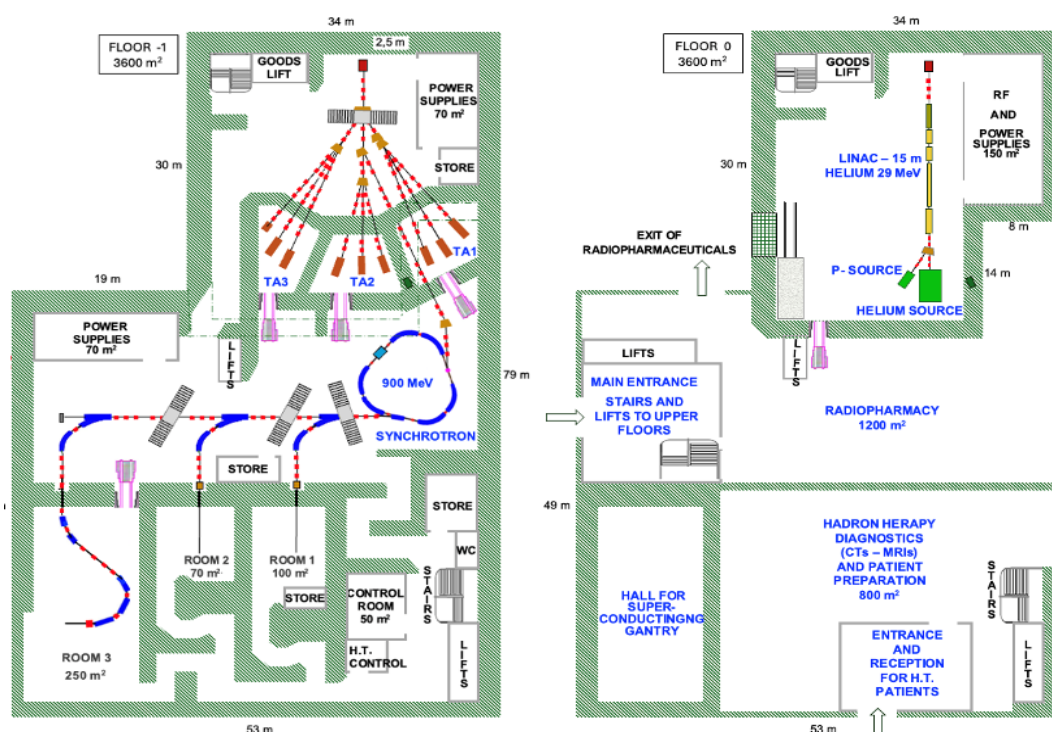 34 m
FLOOR -1
3600 m²
2,5 m
GOODS
LIFT
POWER
SUPPLIES
70 m²
STORE
30 m
TA3
TA2
TA1
19 m
POWER
SUPPLIES
70 m²
LIFTS
900 MeV
79 m
SYNCHROTRON
STORE
STORE
WC
ROOM 2
70 m²
ROOM 1
100 m²
STORE
CONTROL
ROOM
50 m²
STAIRS
H.T.
CONTROL
LIFTS
ROOM 3
250 m²
53 m
34 m
FLOOR 0
3600 m²
GOODS
LIFT
RF
AND
POWER
SUPPLIES
150 m²
LINAC – 15 m
HELIUM 29 MeV
30 m
8 m
EXIT OF
RADIOPHARMACEUTICALS
P- SOURCE
14 m
HELIUM SOURCE
LIFTS
LIFTS
MAIN ENTRANCE
STAIRS AND
LIFTS TO UPPER
FLOORS
RADIOPHARMACY
1200 m²
49 m
HADRON HERAPY
DIAGNOSTICS
(CTs – MRIs)
AND PATIENT
PREPARATION
800 m²
STAIRS
HALL FOR
SUPER-
CONDUCTINGNG
GANTRY
ENTRANCE
AND
RECEPTION
FOR H.T.
PATIENTS
LIFTS
53 m